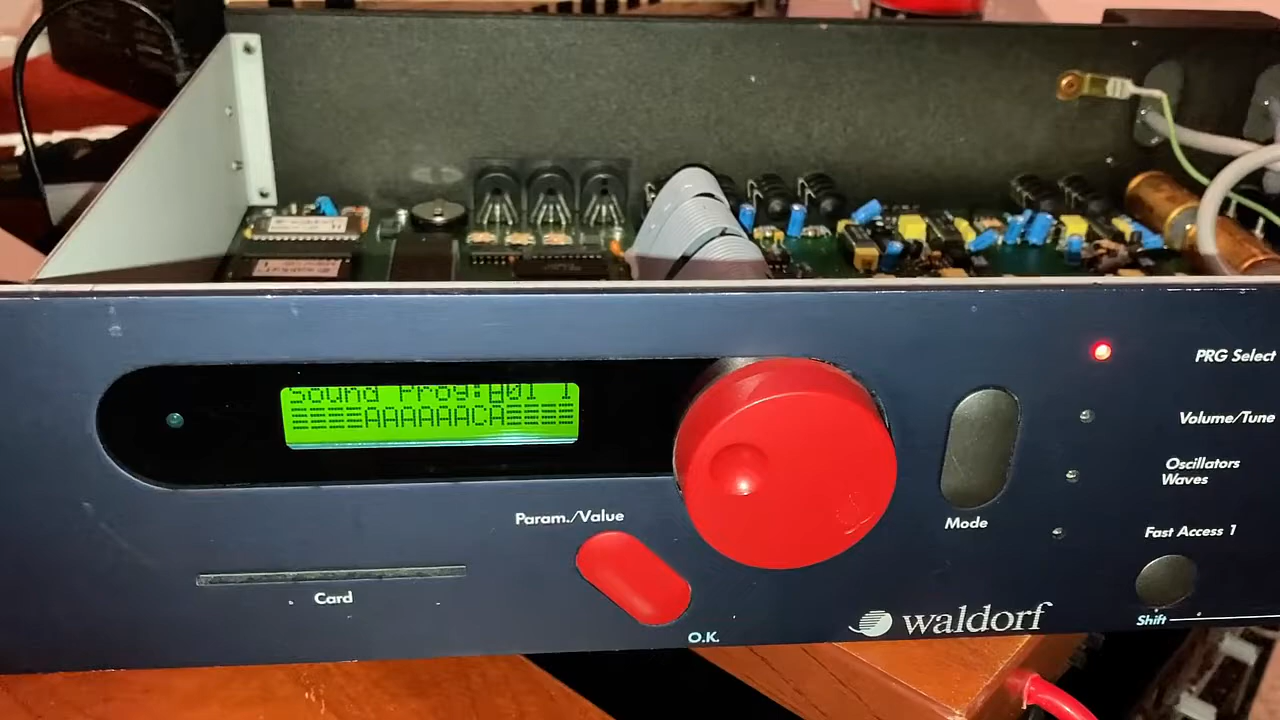 Sound Prog:A01 1
====AAAAAACA====
PRG Select
Volume/Tune
Oscillators
Waves
Param./Value
Mode
Fast Access 1
Card
O.K.
waldorf
Shift